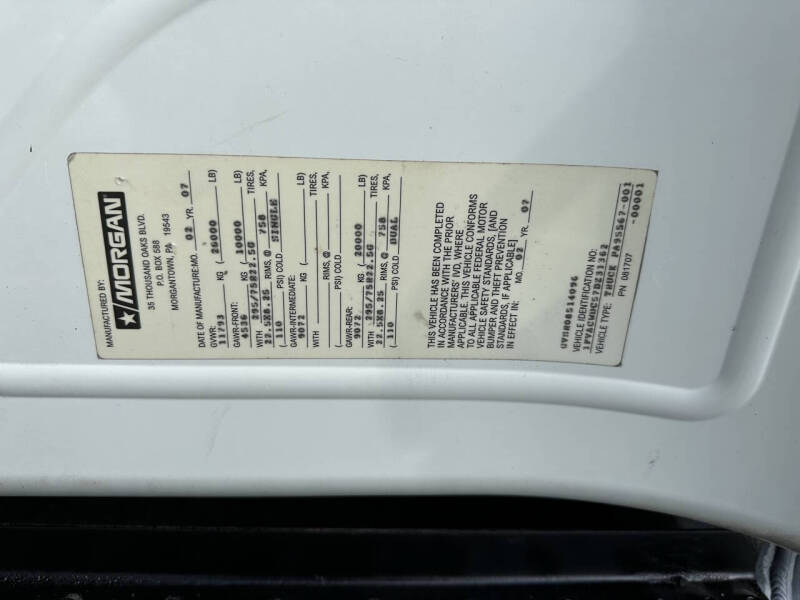 MANUFACTURED BY:
MORGAN
35 THOUSAND OAKS BLVD.
P.O. BOX 588
MORGANTOWN, PA 19543
DATE OF MANUFACTURE: MO. 02 YR. 07
GVWR:
11793 KG ( 26000 LB)
GAWR-FRONT:
4536 KG ( 10000 LB)
WITH 295/75R22.5G TIRES,
22.5X8.25 RIMS, @ 758 KPA,
( 110 PSI) COLD SINGLE
GAWR-INTERMEDIATE:
9072 KG ( LB)
WITH TIRES,
RIMS, @ KPA,
( PSI) COLD
GAWR-REAR:
9072 KG ( 20000 LB)
WITH 295/75R22.5G TIRES,
22.5X8.25 RIMS, @ 758 KPA,
( 110 PSI) COLD DUAL
THIS VEHICLE HAS BEEN COMPLETED
IN ACCORDANCE WITH THE PRIOR
MANUFACTURERS' IVD, WHERE
APPLICABLE. THIS VEHICLE CONFORMS
TO ALL APPLICABLE FEDERAL MOTOR
VEHICLE SAFETY STANDARDS, [AND
BUMPER AND THEFT PREVENTION
STANDARDS, IF APPLICABLE]
IN EFFECT IN: MO. 02 YR. 07
VEHICLE IDENTIFICATION NO:
VEHICLE TYPE: TRUCK PA99567-001
-00001
PN 081707